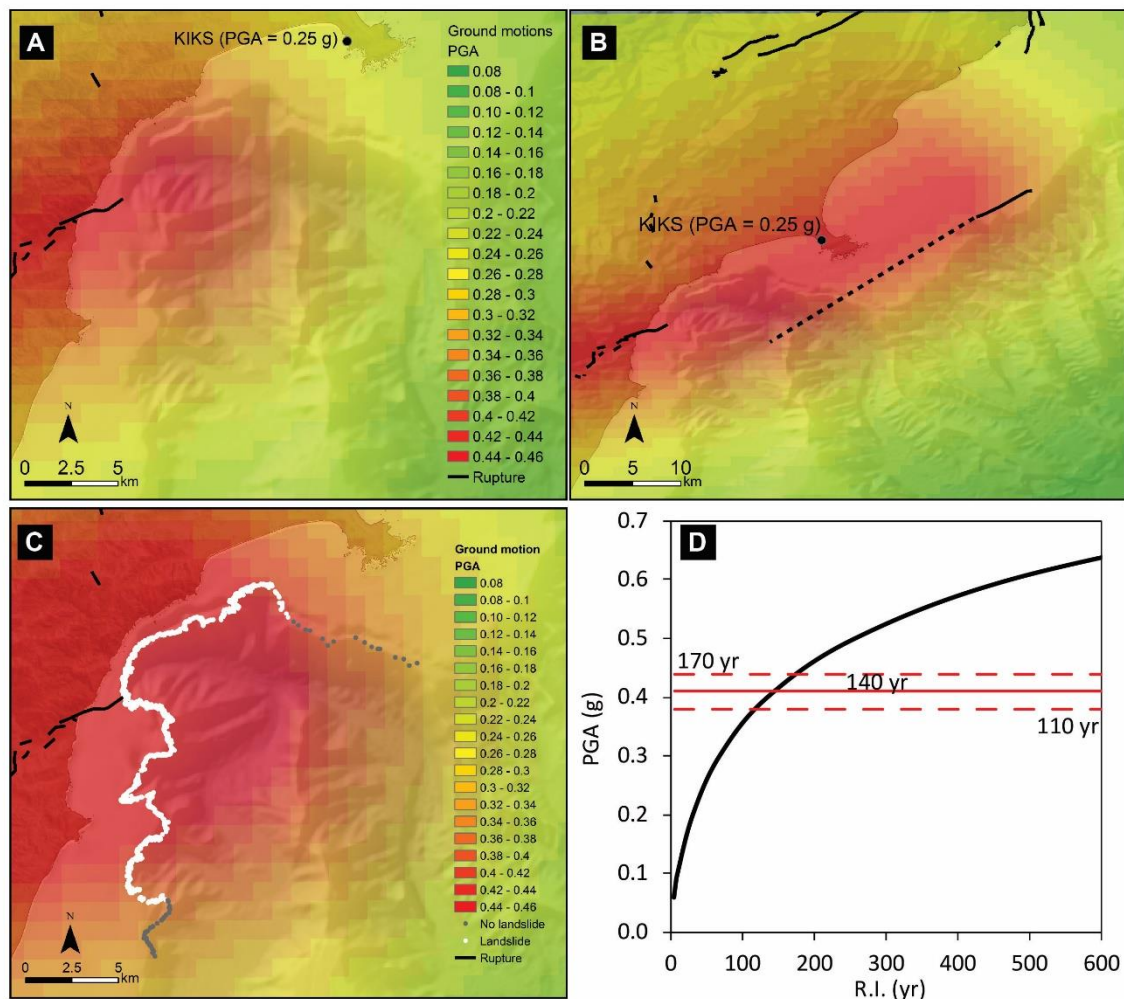 A
KIKS (PGA = 0.25 g)
Ground motions
PGA
0.08
0.08 - 0.1
0.10 - 0.12
0.12 - 0.14
0.14 - 0.16
0.16 - 0.18
0.18 - 0.2
0.2 - 0.22
0.22 - 0.24
0.24 - 0.26
0.26 - 0.28
0.28 - 0.3
0.3 - 0.32
0.32 - 0.34
0.34 - 0.36
0.36 - 0.38
0.38 - 0.4
0.4 - 0.42
0.42 - 0.44
0.44 - 0.46
Rupture
N
0 2.5 5
km
B
KIKS (PGA = 0.25 g)
N
0 5 10
km
C
Ground motion
PGA
0.08
0.08 - 0.1
0.10 - 0.12
0.12 - 0.14
0.14 - 0.16
0.16 - 0.18
0.18 - 0.2
0.2 - 0.22
0.22 - 0.24
0.24 - 0.26
0.26 - 0.28
0.28 - 0.3
0.3 - 0.32
0.32 - 0.34
0.34 - 0.36
0.36 - 0.38
0.38 - 0.4
0.4 - 0.42
0.42 - 0.44
0.44 - 0.46
No landslide
Landslide
Rupture
N
0 2.5 5
km
D
PGA (g)
0.7
0.6
0.5
0.4
0.3
0.2
0.1
0.0
170 yr
140 yr
110 yr
0 100 200 300 400 500 600
R.I. (yr)